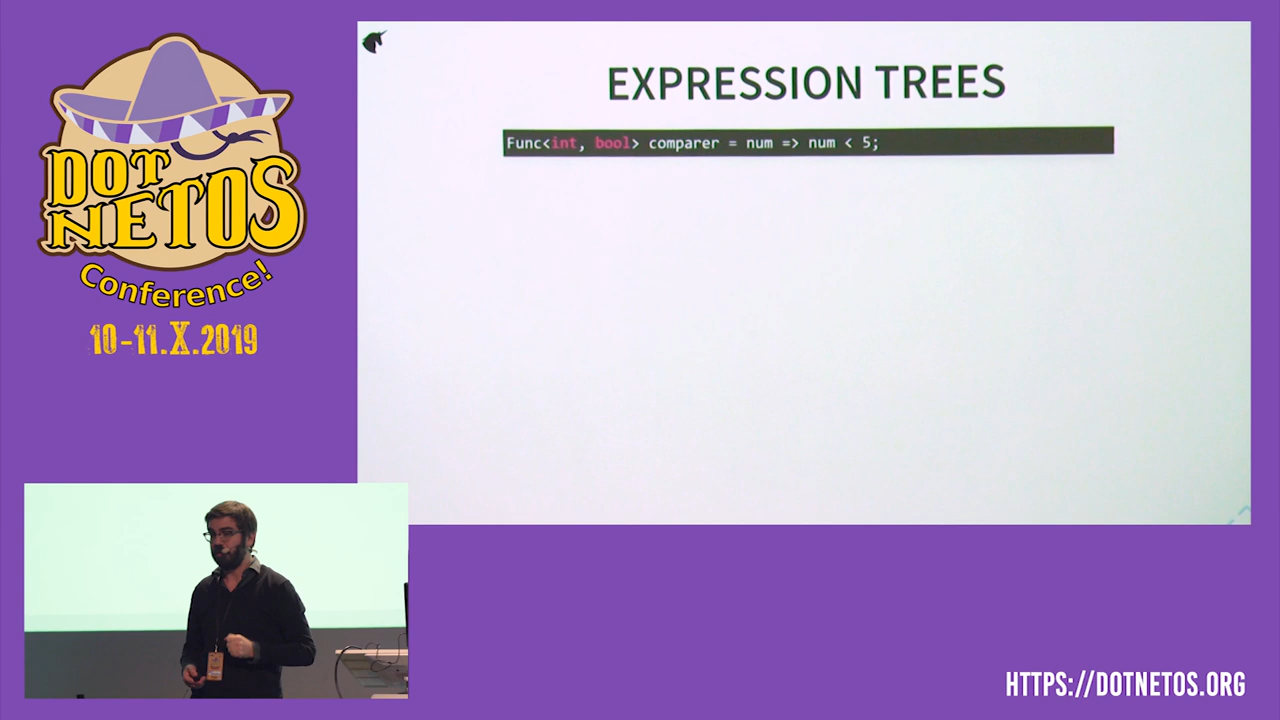 DOT
NETOS
Conference!
10-11.X.2019
EXPRESSION TREES
Func<int, bool> comparer = num => num < 5;
HTTPS://DOTNETOS.ORG